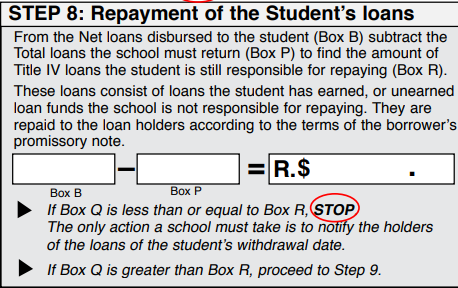 STEP 8: Repayment of the Student's loans
From the Net loans disbursed to the student (Box B) subtract the
Total loans the school must return (Box P) to find the amount of
Title IV loans the student is still responsible for repaying (Box R).
These loans consist of loans the student has earned, or unearned
loan funds the school is not responsible for repaying. They are
repaid to the loan holders according to the terms of the borrower's
promissory note.
– = R.$ .
Box B Box P
▶ If Box Q is less than or equal to Box R, STOP
The only action a school must take is to notify the holders
of the loans of the student's withdrawal date.
▶ If Box Q is greater than Box R, proceed to Step 9.